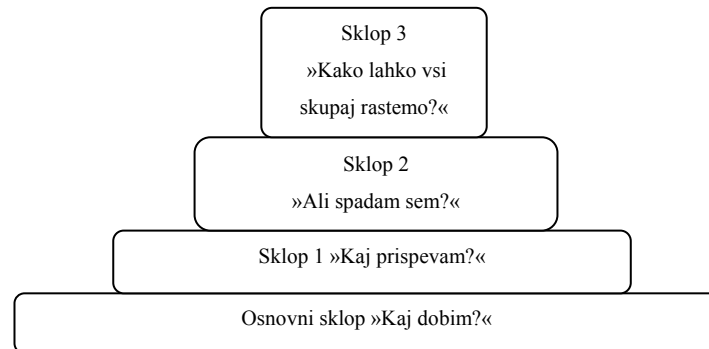 Sklop 3
»Kako lahko vsi
skupaj rastemo?«
Sklop 2
»Ali spadam sem?«
Sklop 1 »Kaj prispevam?«
Osnovni sklop »Kaj dobim?«